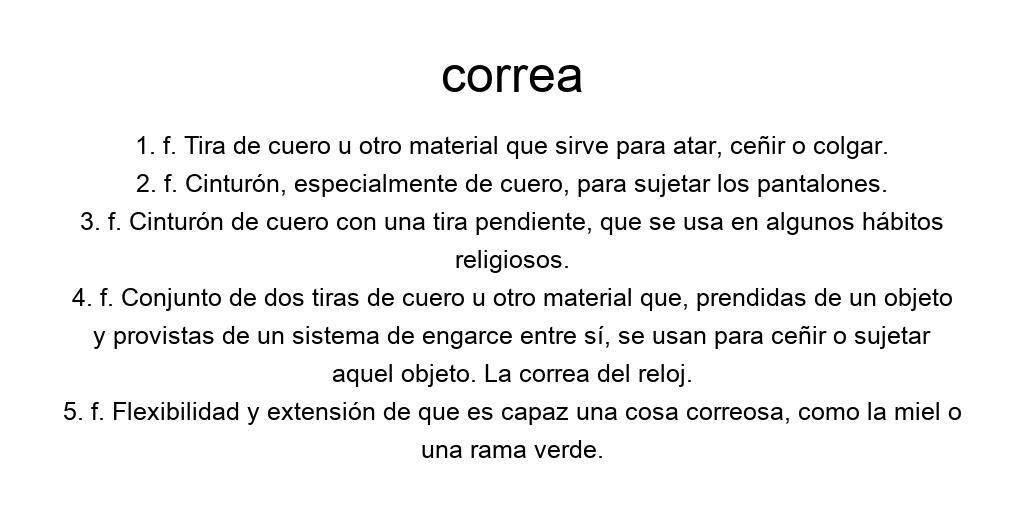 correa
1. f. Tira de cuero u otro material que sirve para atar, ceñir o colgar.
2. f. Cinturón, especialmente de cuero, para sujetar los pantalones.
3. f. Cinturón de cuero con una tira pendiente, que se usa en algunos hábitos
religiosos.
4. f. Conjunto de dos tiras de cuero u otro material que, prendidas de un objeto
y provistas de un sistema de engarce entre sí, se usan para ceñir o sujetar
aquel objeto. La correa del reloj.
5. f. Flexibilidad y extensión de que es capaz una cosa correosa, como la miel o
una rama verde.